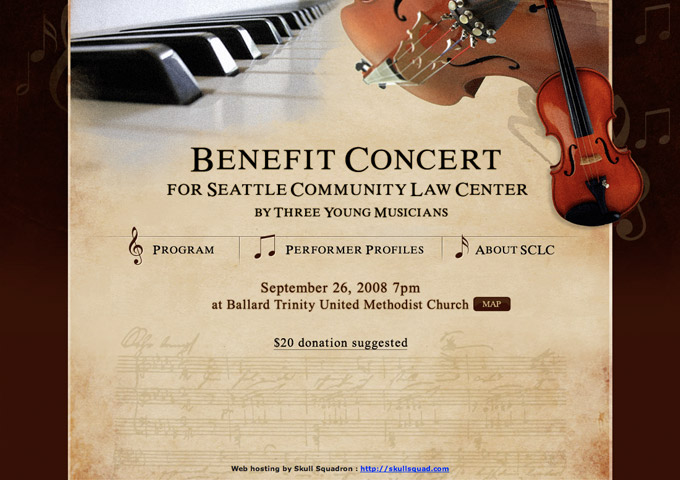 BENEFIT CONCERT
FOR SEATTLE COMMUNITY LAW CENTER
BY THREE YOUNG MUSICIANS
PROGRAM
PERFORMER PROFILES
ABOUT SCLC
September 26, 2008 7pm
at Ballard Trinity United Methodist Church MAP
$20 donation suggested
Web hosting by Skull Squadron : http://skullsquad.com